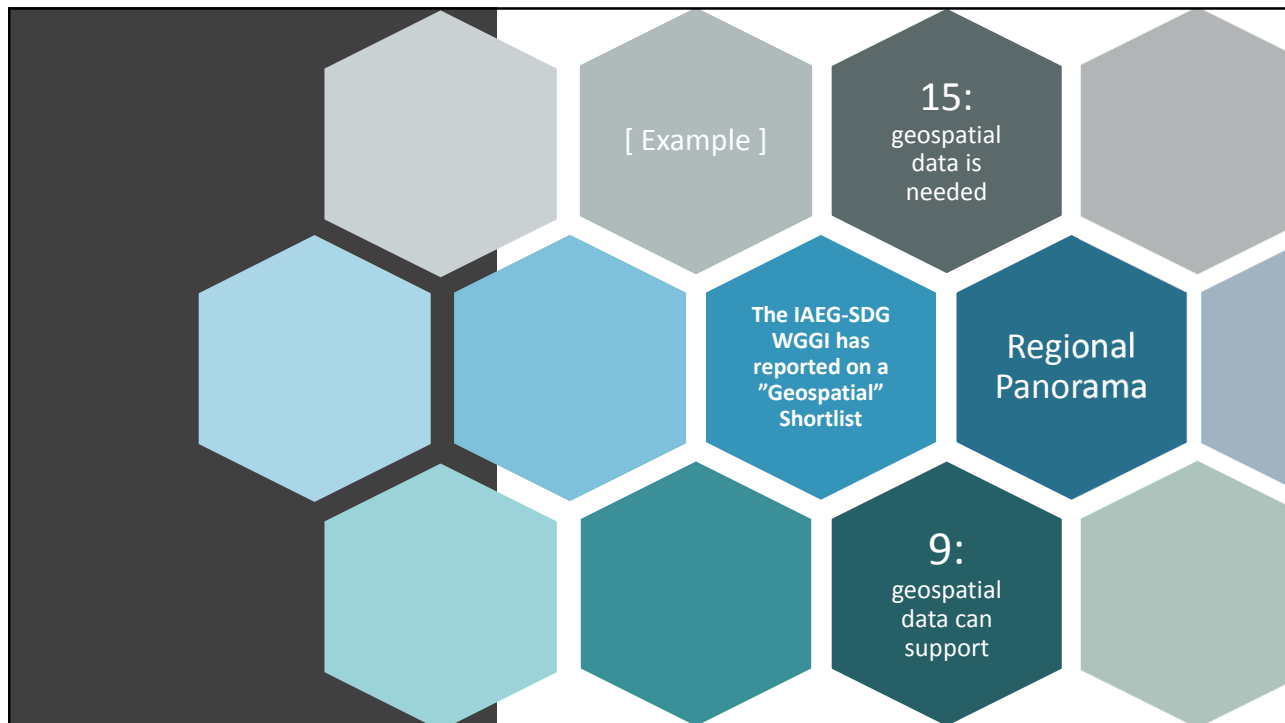 [ Example ]
15:
geospatial
data is
needed
The IAEG-SDG
WGGI has
reported on a
”Geospatial”
Shortlist
Regional
Panorama
9:
geospatial
data can
support